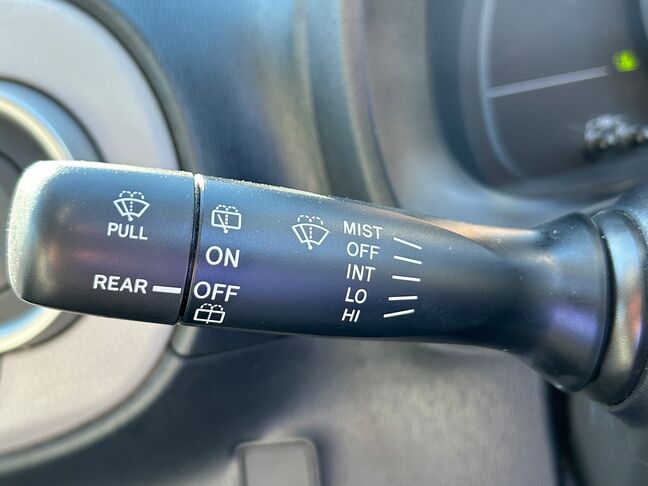 PULL
REAR
ON
OFF
MIST
OFF
INT
LO
HI